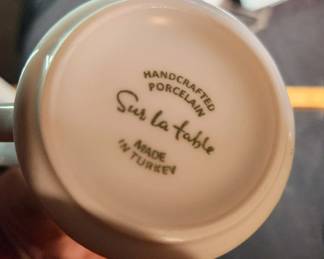 HANDCRAFTED
PORCELAIN
Sur la table
MADE
IN TURKEY